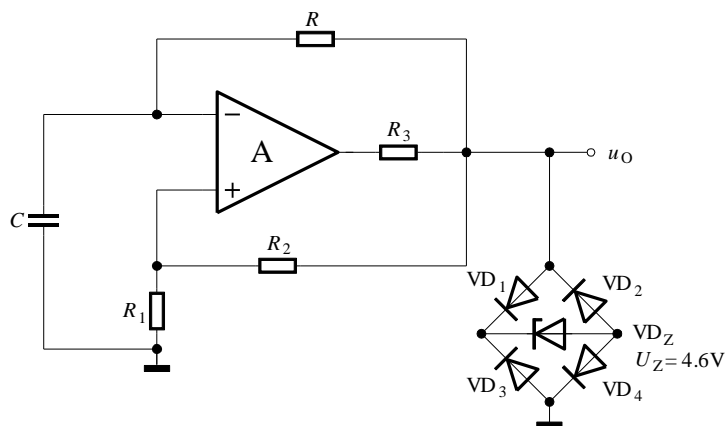 R
−
A
+
R3
uO
C
R2
R1
VD1
VD2
VDZ
UZ = 4.6V
VD3
VD4